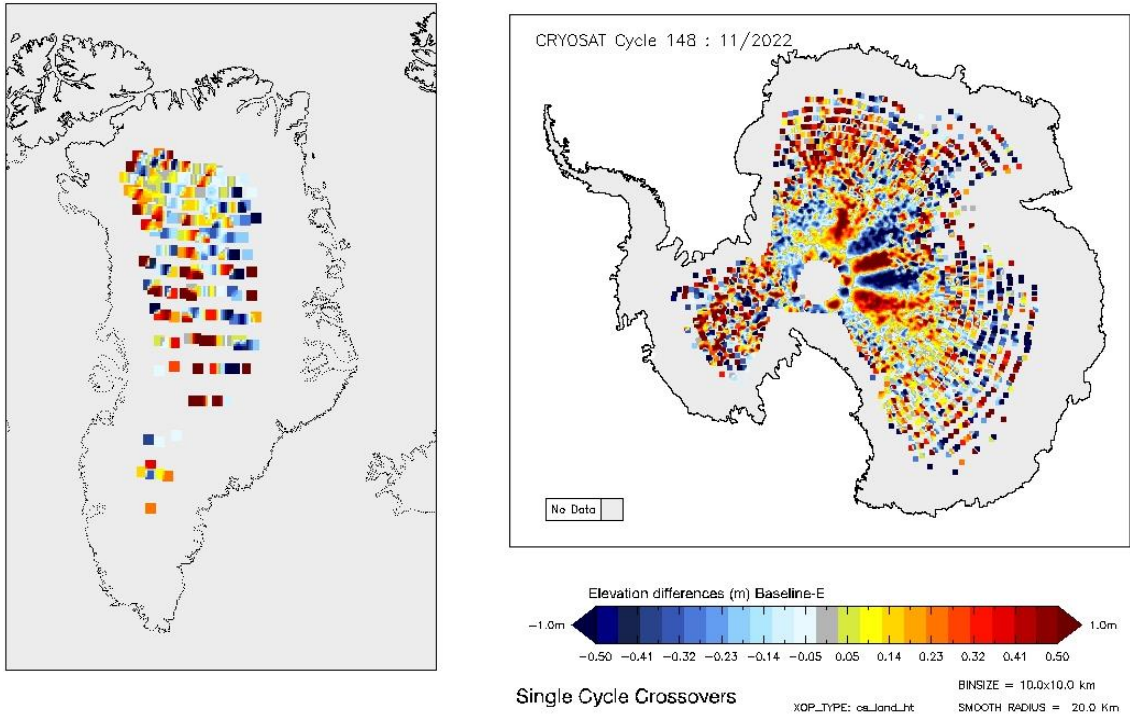 CRYOSAT Cycle 148 : 11/2022
No Data
Elevation differences (m) Baseline-E
-1.0m 1.0m
-0.50 -0.41 -0.32 -0.23 -0.14 -0.05 0.05 0.14 0.23 0.32 0.41 0.50
BINSIZE = 10.0x10.0 km
Single Cycle Crossovers
XOP_TYPE: cs_land_ht SMOOTH RADIUS = 20.0 Km